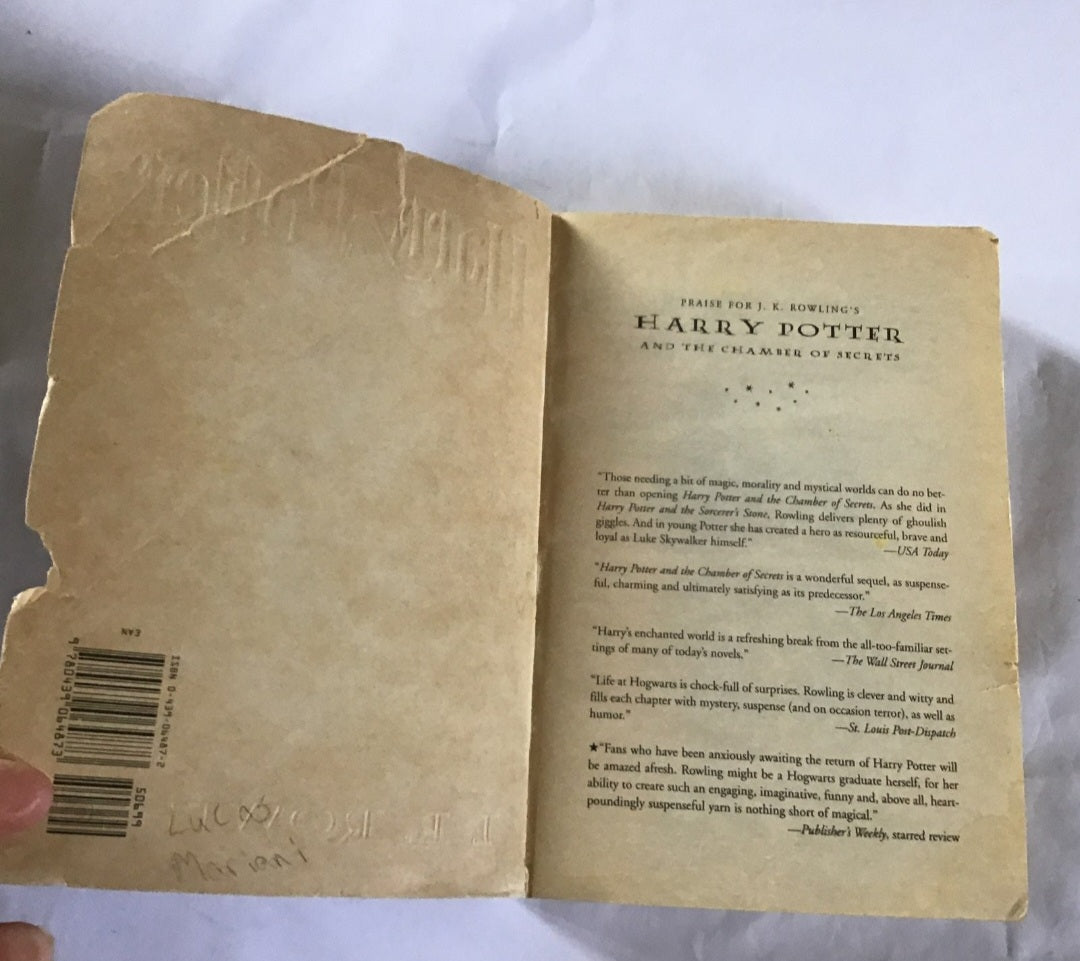 EAN
9 780439 064873
ISBN 0-439-06487-2
50699
Lucas
Mariani
PRAISE FOR J. K. ROWLING'S
HARRY POTTER
AND THE CHAMBER OF SECRETS
"Those needing a bit of magic, morality and mystical worlds can do no bet-
ter than opening Harry Potter and the Chamber of Secrets. As she did in
Harry Potter and the Sorcerer's Stone, Rowling delivers plenty of ghoulish
giggles. And in young Potter she has created a hero as resourceful, brave and
loyal as Luke Skywalker himself."
—USA Today
"Harry Potter and the Chamber of Secrets is a wonderful sequel, as suspense-
ful, charming and ultimately satisfying as its predecessor."
—The Los Angeles Times
"Harry's enchanted world is a refreshing break from the all-too-familiar set-
tings of many of today's novels."
—The Wall Street Journal
"Life at Hogwarts is chock-full of surprises. Rowling is clever and witty and
fills each chapter with mystery, suspense (and on occasion terror), as well as
humor."
—St. Louis Post-Dispatch
★"Fans who have been anxiously awaiting the return of Harry Potter will
be amazed afresh. Rowling might be a Hogwarts graduate herself, for her
ability to create such an engaging, imaginative, funny and, above all, heart-
poundingly suspenseful yarn is nothing short of magical."
—Publisher's Weekly, starred review